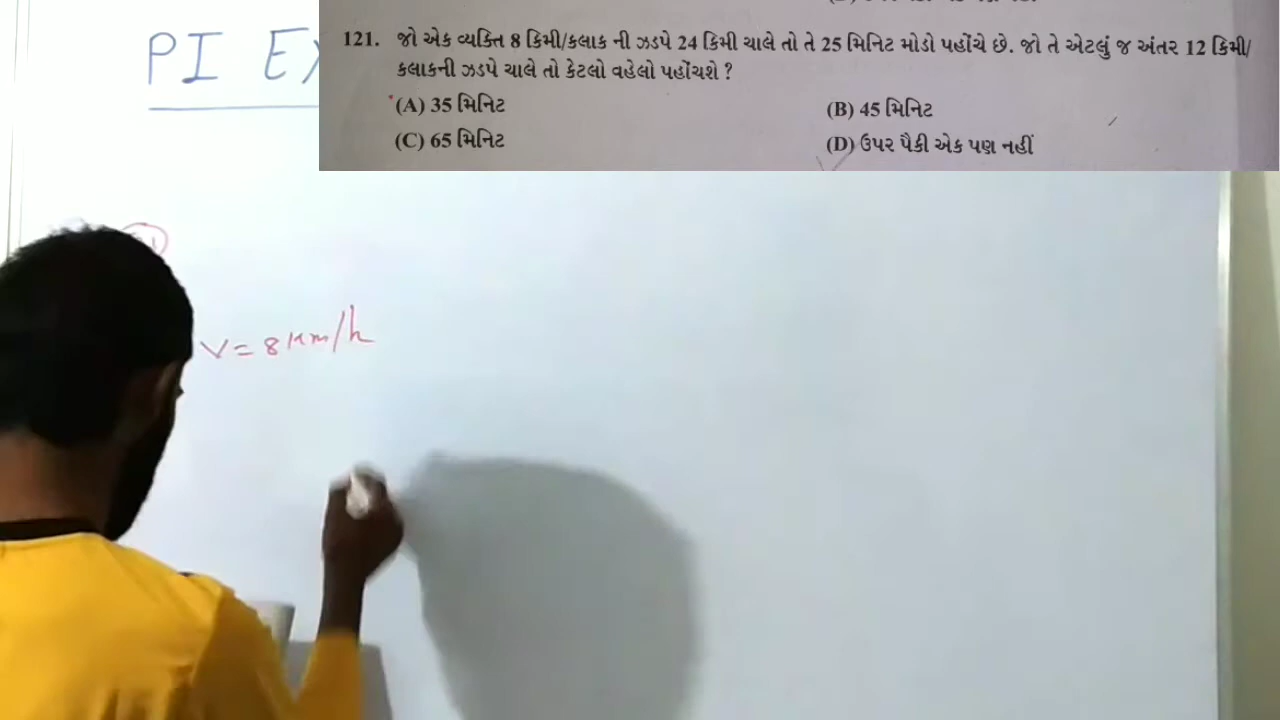 PI Ex
121. જો એક વ્યક્તિ 8 કિમી/કલાક ની ઝડપે 24 કિમી ચાલે તો તે 25 મિનિટ મોડો પહોંચે છે. જો તે એટલું જ અંતર 12 કિમી/
કલાકની ઝડપે ચાલે તો કેટલો વહેલો પહોંચશે ?
(A) 35 મિનિટ (B) 45 મિનિટ
(C) 65 મિનિટ (D) ઉપર પૈકી એક પણ નહીં
V = 8 km/h